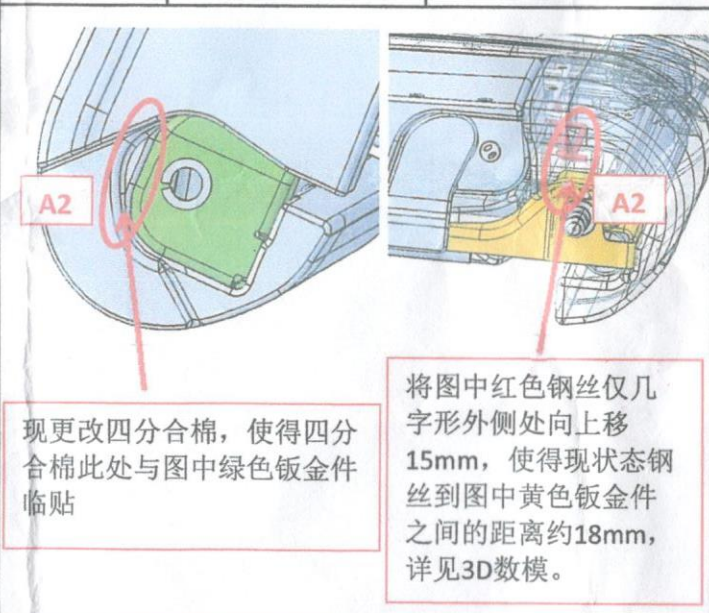 A2
A2
现更改四分合棉，使得四分
合棉此处与图中绿色钣金件
临贴
将图中红色钢丝仅几
字形外侧处向上移
15mm，使得现状态钢
丝到图中黄色钣金件
之间的距离约18mm，
详见3D数模。